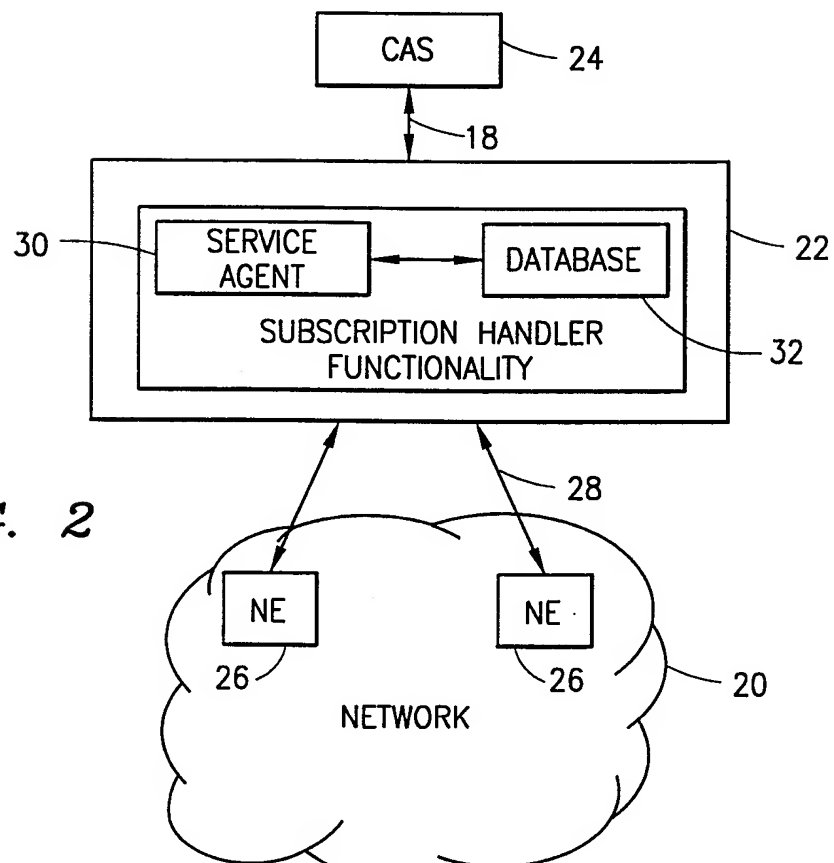 CAS
24
18
30
SERVICE
AGENT
DATABASE
22
SUBSCRIPTION HANDLER
FUNCTIONALITY
32
28
. 2
NE
NE
26
26
20
NETWORK